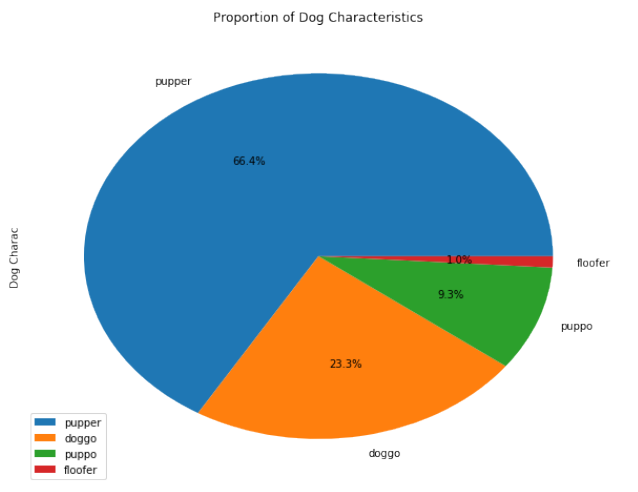 Proportion of Dog Characteristics
pupper
66.4%
Dog Charac
1.0%
floofer
9.3%
puppo
23.3%
doggo
pupper
doggo
puppo
floofer